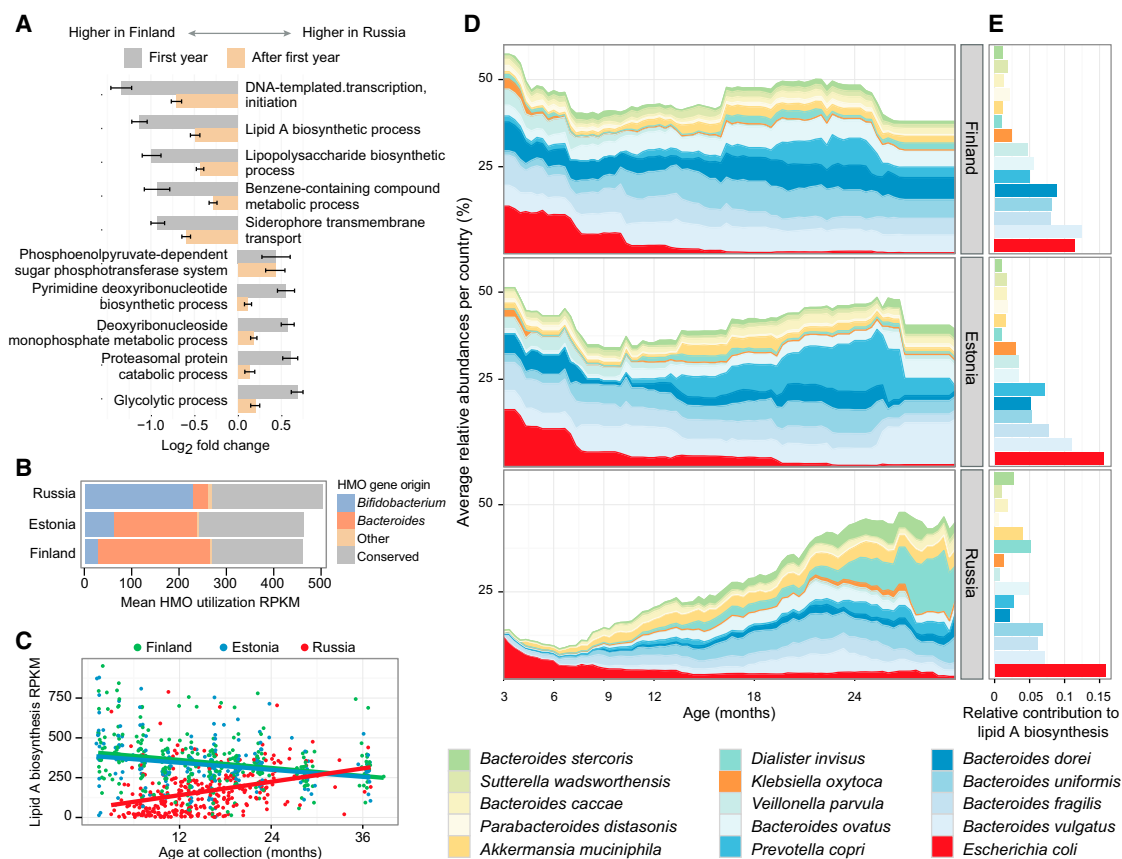 A
Higher in Finland
Higher in Russia
First year
After first year
DNA-templated.transcription,
initiation
Lipid A biosynthetic process
Lipopolysaccharide biosynthetic
process
Benzene-containing compound
metabolic process
Siderophore transmembrane
transport
Phosphoenolpyruvate-dependent
sugar phosphotransferase system
Pyrimidine deoxyribonucleotide
biosynthetic process
Deoxyribonucleoside
monophosphate metabolic process
Proteasomal protein
catabolic process
Glycolytic process
−1.0 −0.5 0 0.5
Log2 fold change
B
Russia
Estonia
Finland
0 100 200 300 400 500
Mean HMO utilization RPKM
HMO gene origin
Bifidobacterium
Bacteroides
Other
Conserved
C
Finland Estonia Russia
Lipid A biosynthesis RPKM
750
500
250
0
12 24 36
Age at collection (months)
D
Average relative abundances per country (%)
50
25
Finland
50
25
Estonia
50
25
Russia
3 6 9 12 18 24
Age (months)
E
0 0.05 0.1 0.15
Relative contribution to
lipid A biosynthesis
Bacteroides stercoris
Sutterella wadsworthensis
Bacteroides caccae
Parabacteroides distasonis
Akkermansia muciniphila
Dialister invisus
Klebsiella oxytoca
Veillonella parvula
Bacteroides ovatus
Prevotella copri
Bacteroides dorei
Bacteroides uniformis
Bacteroides fragilis
Bacteroides vulgatus
Escherichia coli